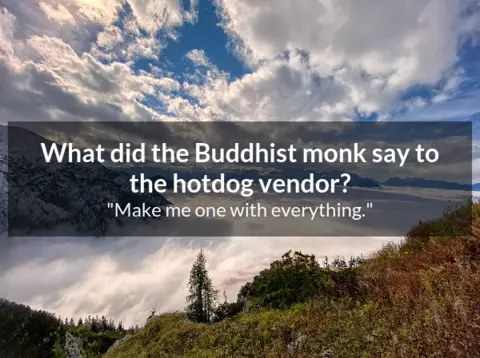 What did the Buddhist monk say to
the hotdog vendor?
"Make me one with everything."